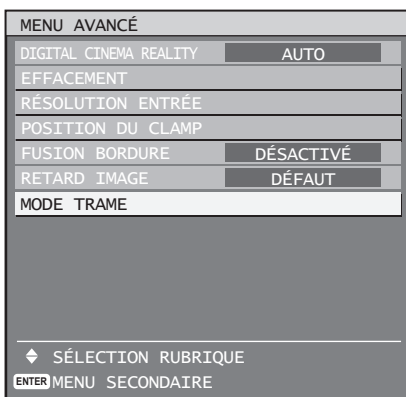 MENU AVANCÉ
DIGITAL CINEMA REALITY AUTO
EFFACEMENT
RÉSOLUTION ENTRÉE
POSITION DU CLAMP
FUSION BORDURE DÉSACTIVÉ
RETARD IMAGE DÉFAUT
MODE TRAME
SÉLECTION RUBRIQUE
ENTER MENU SECONDAIRE